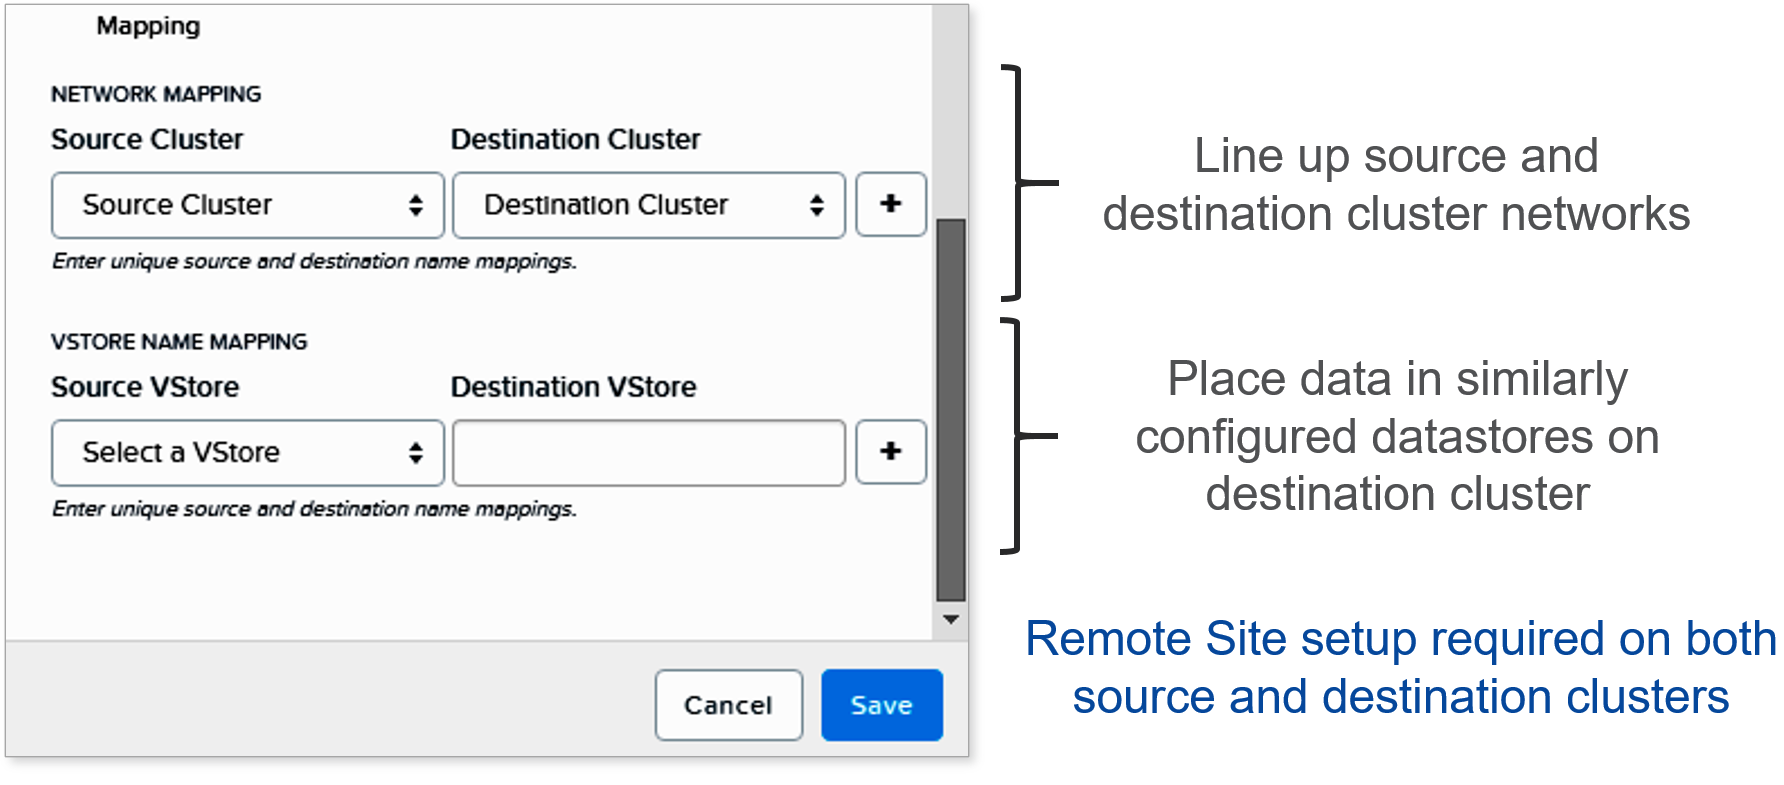 Mapping
NETWORK MAPPING
Source Cluster Destination Cluster
Source Cluster Destination Cluster +
Enter unique source and destination name mappings.
VSTORE NAME MAPPING
Source VStore Destination VStore
Select a VStore +
Enter unique source and destination name mappings.
Cancel Save
Line up source and
destination cluster networks
Place data in similarly
configured datastores on
destination cluster
Remote Site setup required on both
source and destination clusters